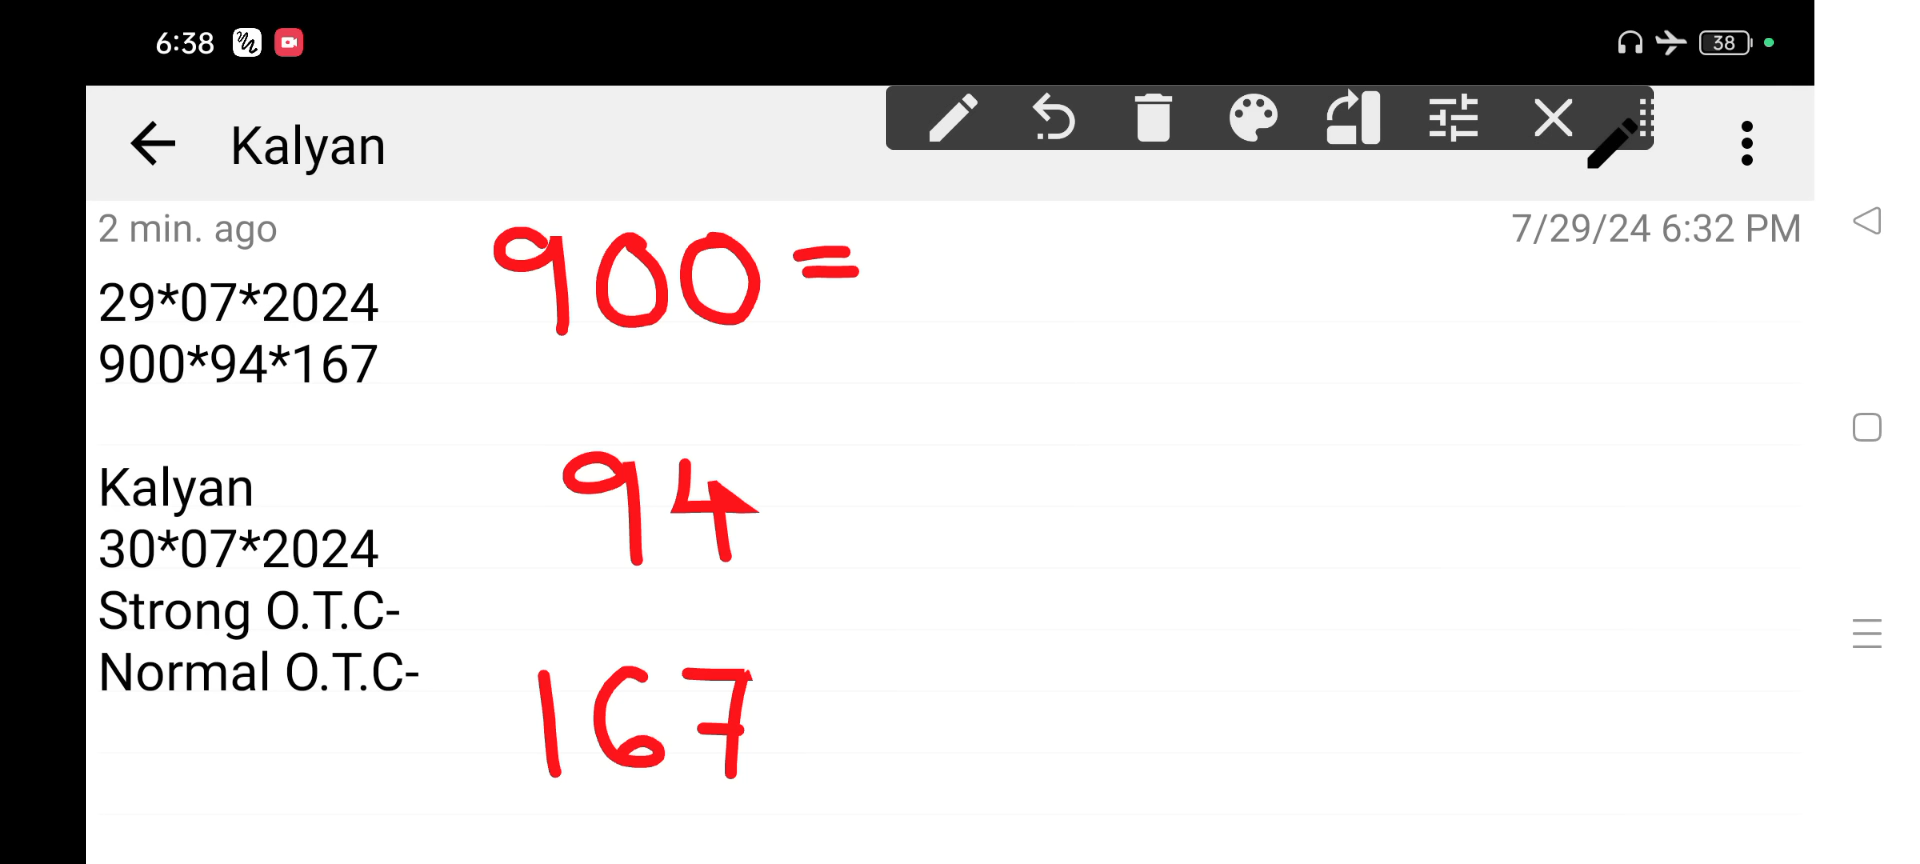 6:38
38
Kalyan
2 min. ago
7/29/24 6:32 PM
29*07*2024
900*94*167
900=
Kalyan
30*07*2024
94
Strong O.T.C-
Normal O.T.C-
167